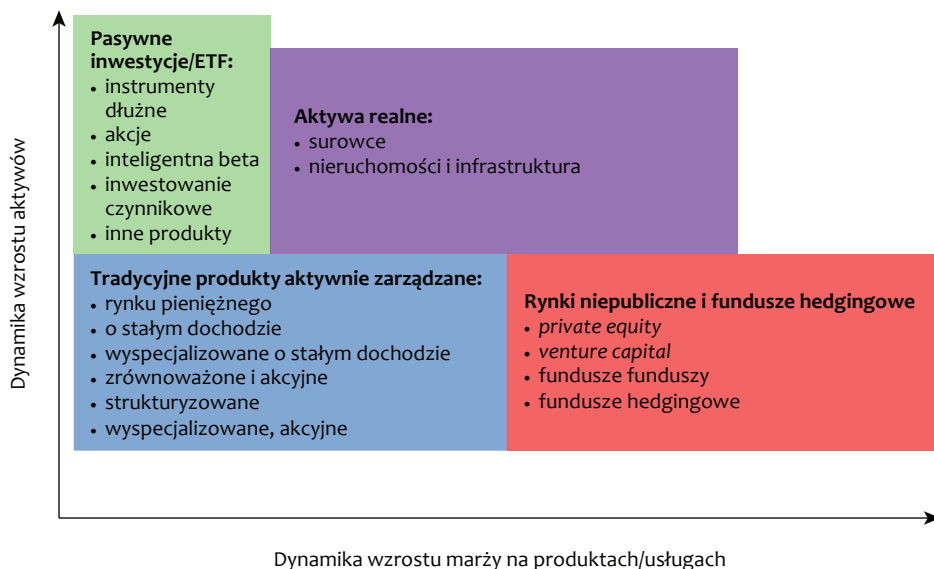 Dynamika wzrostu aktywów
Pasywne
inwestycje/ETF:
• instrumenty
dłużne
• akcje
• inteligentna beta
• inwestowanie
czynnikowe
• inne produkty
Aktywa realne:
• surowce
• nieruchomości i infrastruktura
Tradycyjne produkty aktywnie zarządzane:
• rynku pieniężnego
• o stałym dochodzie
• wyspecjalizowane o stałym dochodzie
• zrównoważone i akcyjne
• strukturyzowane
• wyspecjalizowane, akcyjne
Rynki niepubliczne i fundusze hedgingowe
• private equity
• venture capital
• fundusze funduszy
• fundusze hedgingowe
Dynamika wzrostu marży na produktach/usługach